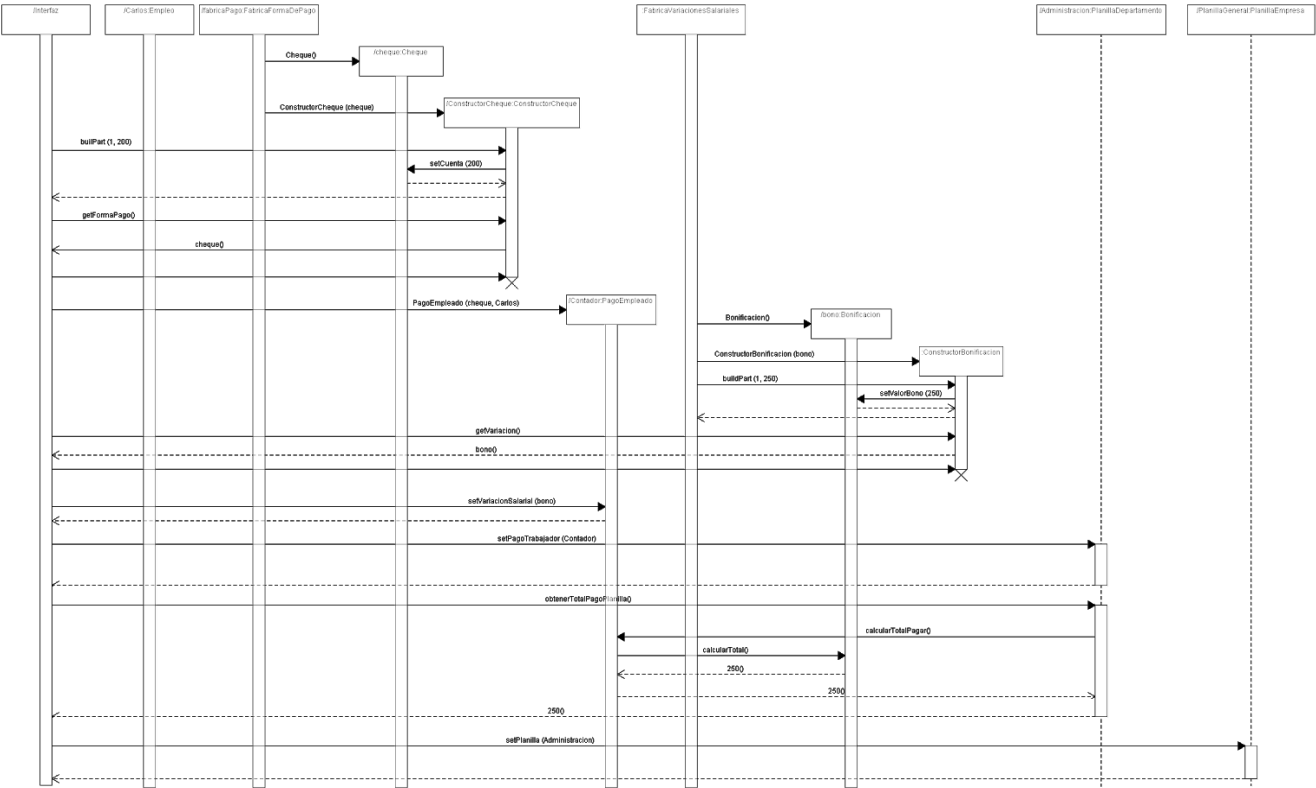 /Interfaz
/Carlos:Empleo
/fabricaPago:FabricaFormaDePago
:FabricaVariacionesSalariales
/Administracion:PlanillaDepartamento
/PlanillaGeneral:PlanillaEmpresa
Cheque()
/cheque:Cheque
ConstructorCheque (cheque)
/ConstructorCheque:ConstructorCheque
builPart (1, 200)
setCuenta (200)
getFormaPago()
cheque()
PagoEmpleado (cheque, Carlos)
/Contador:PagoEmpleado
Bonificacion()
/bono:Bonificacion
ConstructorBonificacion (bono)
:ConstructorBonificacion
buildPart (1, 250)
setValorBono (250)
getVariacion()
bono()
setVariacionSalarial (bono)
setPagoTrabajador (Contador)
obtenerTotalPagoPlanilla()
calcularTotalPagar()
calcularTotal()
250()
250()
250()
setPlanilla (Administracion)